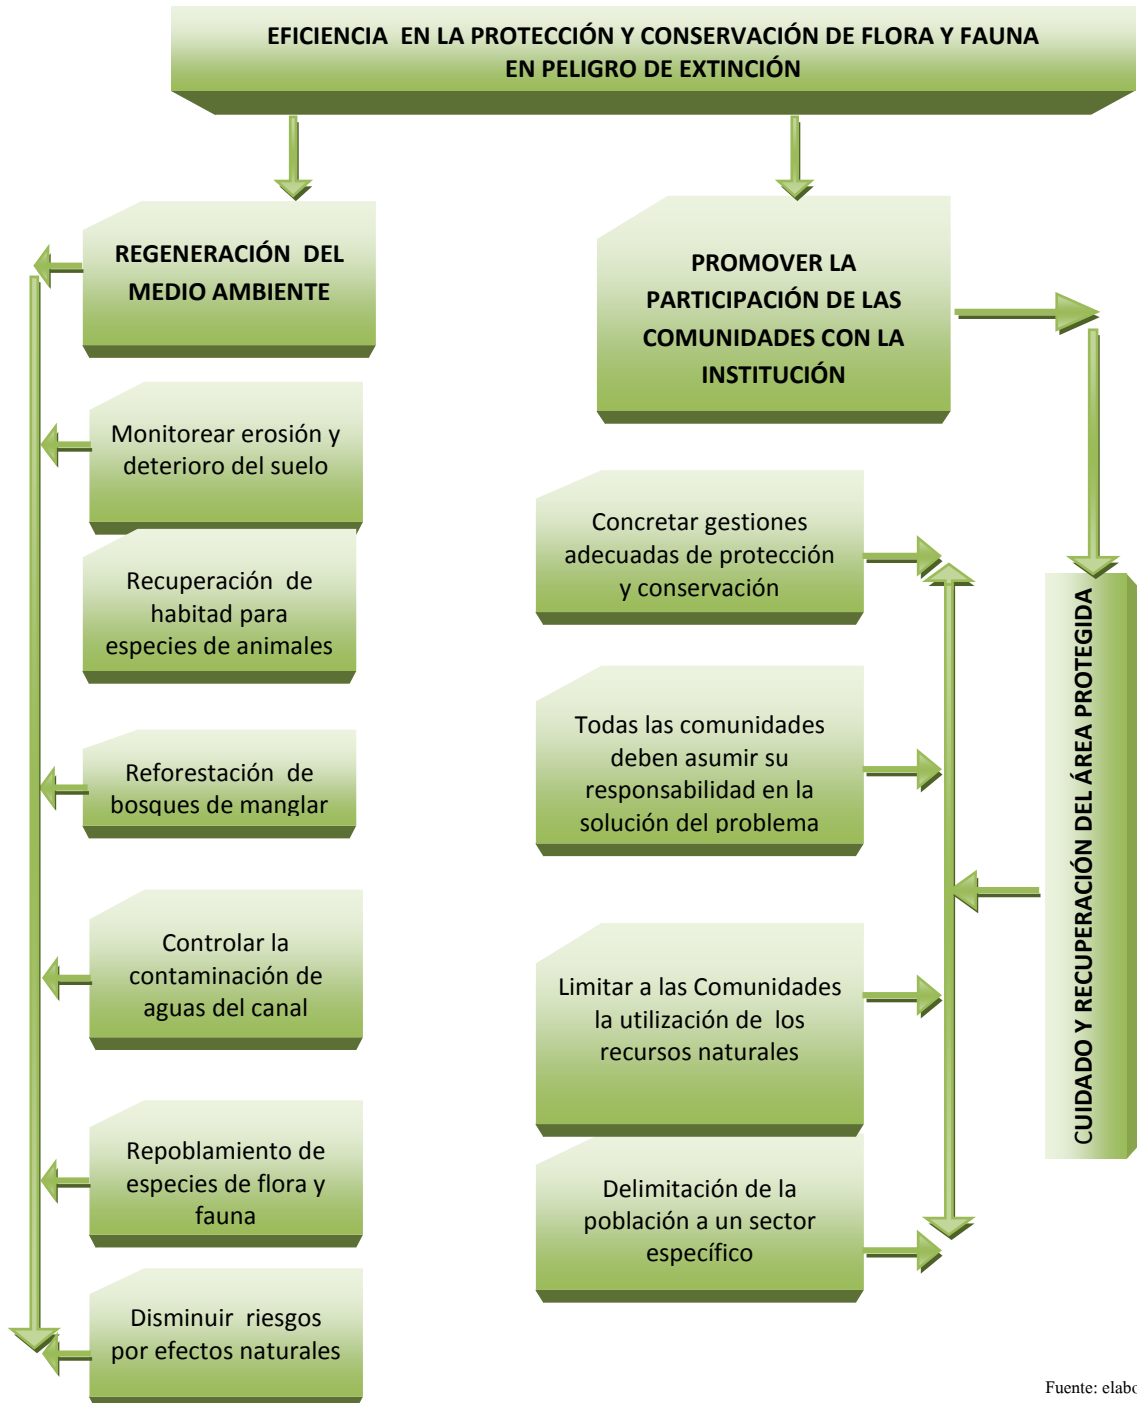 EFICIENCIA EN LA PROTECCIÓN Y CONSERVACIÓN DE FLORA Y FAUNA
EN PELIGRO DE EXTINCIÓN
REGENERACIÓN DEL
MEDIO AMBIENTE
Monitorear erosión y
deterioro del suelo
Recuperación de
habitad para
especies de animales
Reforestación de
bosques de manglar
Controlar la
contaminación de
aguas del canal
Repoblamiento de
especies de flora y
fauna
Disminuir riesgos
por efectos naturales
PROMOVER LA
PARTICIPACIÓN DE LAS
COMUNIDADES CON LA
INSTITUCIÓN
Concretar gestiones
adecuadas de protección
y conservación
Todas las comunidades
deben asumir su
responsabilidad en la
solución del problema
Limitar a las Comunidades
la utilización de los
recursos naturales
Delimitación de la
población a un sector
específico
CUIDADO Y RECUPERACIÓN DEL ÁREA PROTEGIDA
Fuente: elabo